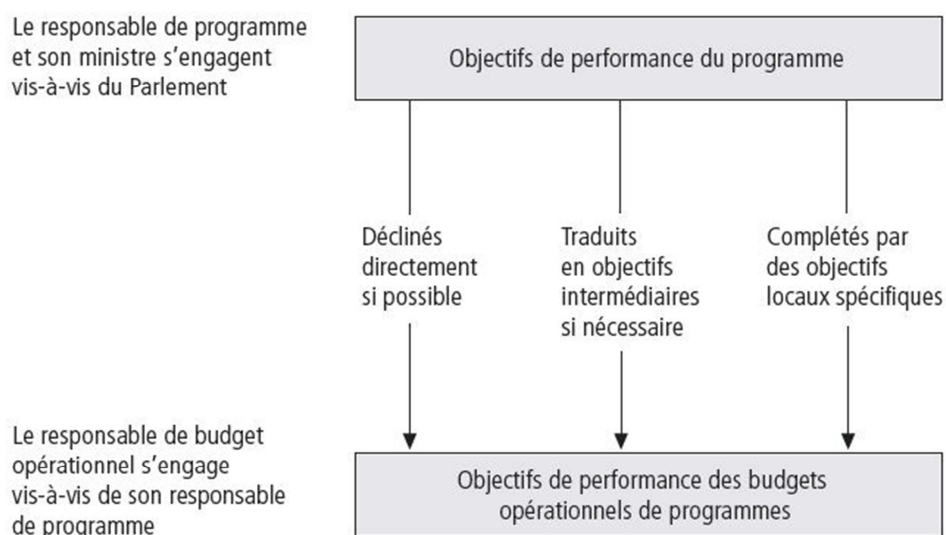 Le responsable de programme
et son ministre s'engagent
vis-à-vis du Parlement
Objectifs de performance du programme
Déclinés
directement
si possible
Traduits
en objectifs
intermédiaires
si nécessaire
Complétés par
des objectifs
locaux spécifiques
Le responsable de budget
opérationnel s'engage
vis-à-vis de son responsable
de programme
Objectifs de performance des budgets
opérationnels de programmes